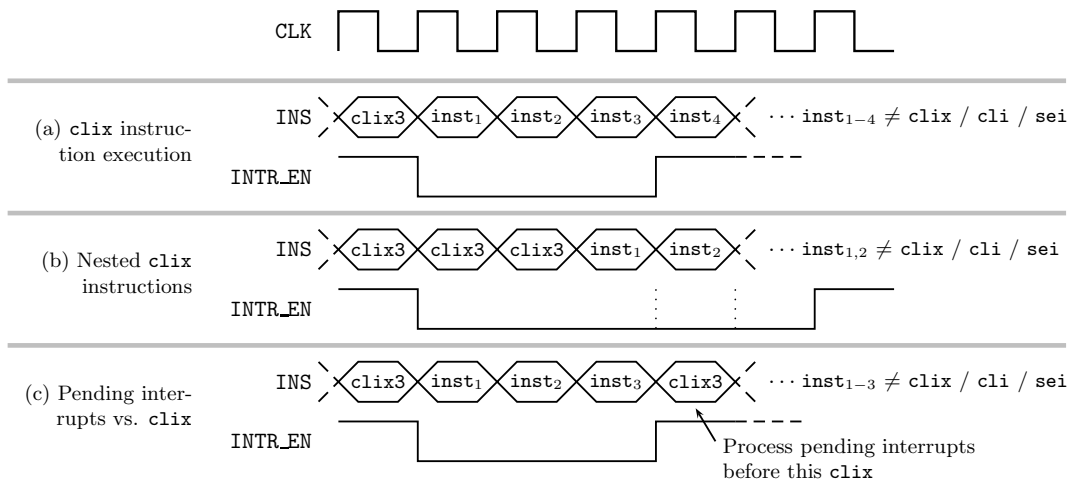 CLK
(a) clix instruc-
tion execution
INS clix3 inst₁ inst₂ inst₃ inst₄ ··· inst₁₋₄ ≠ clix / cli / sei
INTR_EN
(b) Nested clix
instructions
INS clix3 clix3 clix3 inst₁ inst₂ ··· inst₁,₂ ≠ clix / cli / sei
INTR_EN
(c) Pending inter-
rupts vs. clix
INS clix3 inst₁ inst₂ inst₃ clix3 ··· inst₁₋₃ ≠ clix / cli / sei
INTR_EN
Process pending interrupts
before this clix